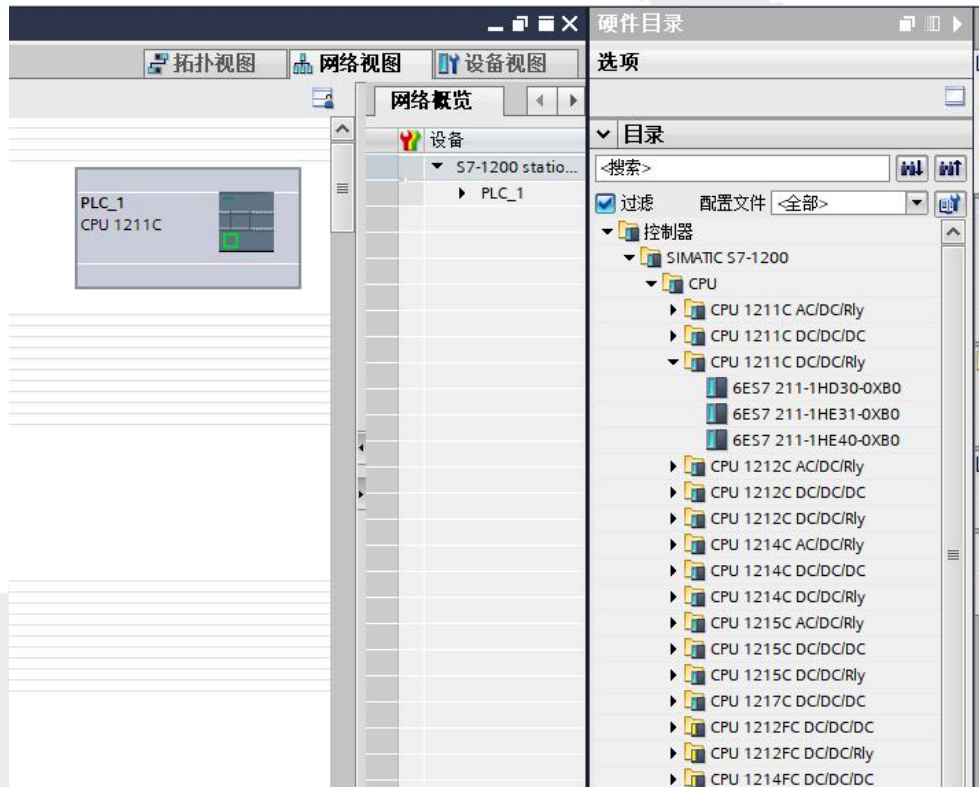 硬件目录
拓扑视图
网络视图
设备视图
选项
网络概览
设备
S7-1200 statio...
PLC_1
PLC_1
CPU 1211C
目录
<搜索>
过滤 配置文件 <全部>
控制器
SIMATIC S7-1200
CPU
CPU 1211C AC/DC/Rly
CPU 1211C DC/DC/DC
CPU 1211C DC/DC/Rly
6ES7 211-1HD30-0XB0
6ES7 211-1HE31-0XB0
6ES7 211-1HE40-0XB0
CPU 1212C AC/DC/Rly
CPU 1212C DC/DC/DC
CPU 1212C DC/DC/Rly
CPU 1214C AC/DC/Rly
CPU 1214C DC/DC/DC
CPU 1214C DC/DC/Rly
CPU 1215C AC/DC/Rly
CPU 1215C DC/DC/DC
CPU 1215C DC/DC/Rly
CPU 1217C DC/DC/DC
CPU 1212FC DC/DC/DC
CPU 1212FC DC/DC/Rly
CPU 1214FC DC/DC/DC